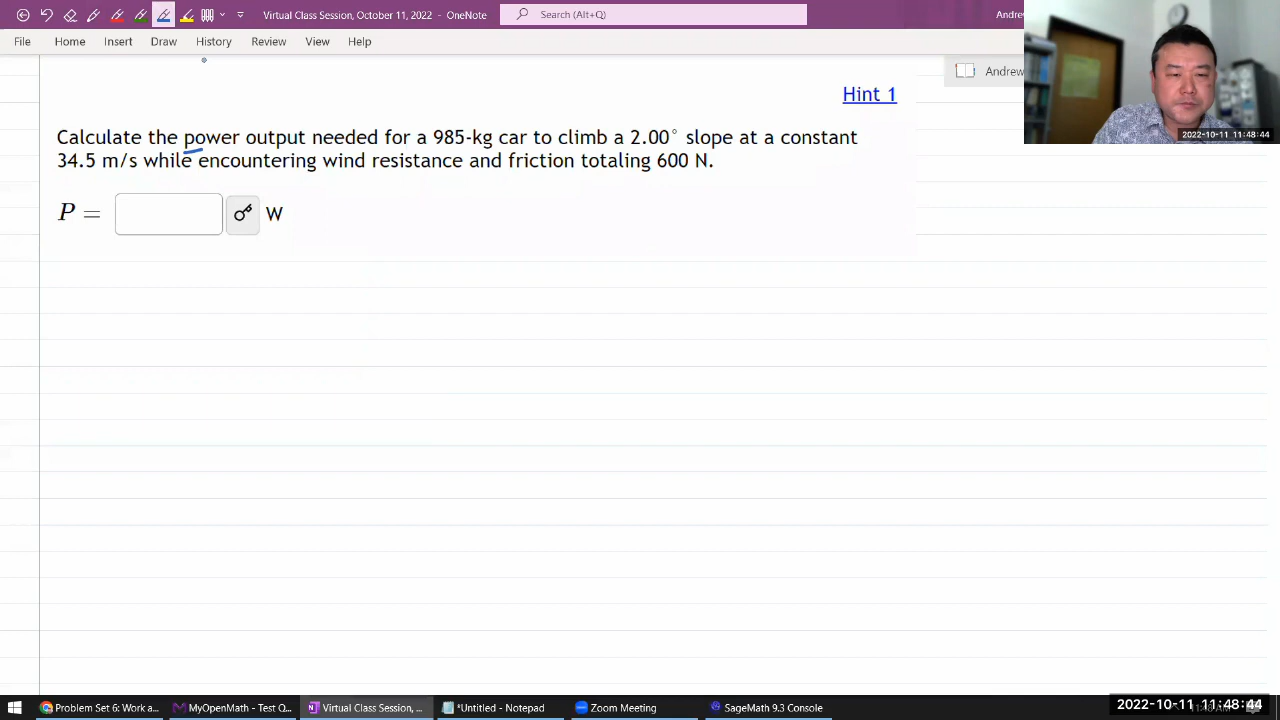 Virtual Class Session, October 11, 2022 - OneNote
Search (Alt+Q)
Andrew
File Home Insert Draw History Review View Help
Andrew
2022-10-11 11:48:44
Hint 1
Calculate the power output needed for a 985-kg car to climb a 2.00° slope at a constant
34.5 m/s while encountering wind resistance and friction totaling 600 N.
P = W
Problem Set 6: Work a... MyOpenMath - Test Q... Virtual Class Session, ... *Untitled - Notepad Zoom Meeting SageMath 9.3 Console
2022-10-11 11:48:44